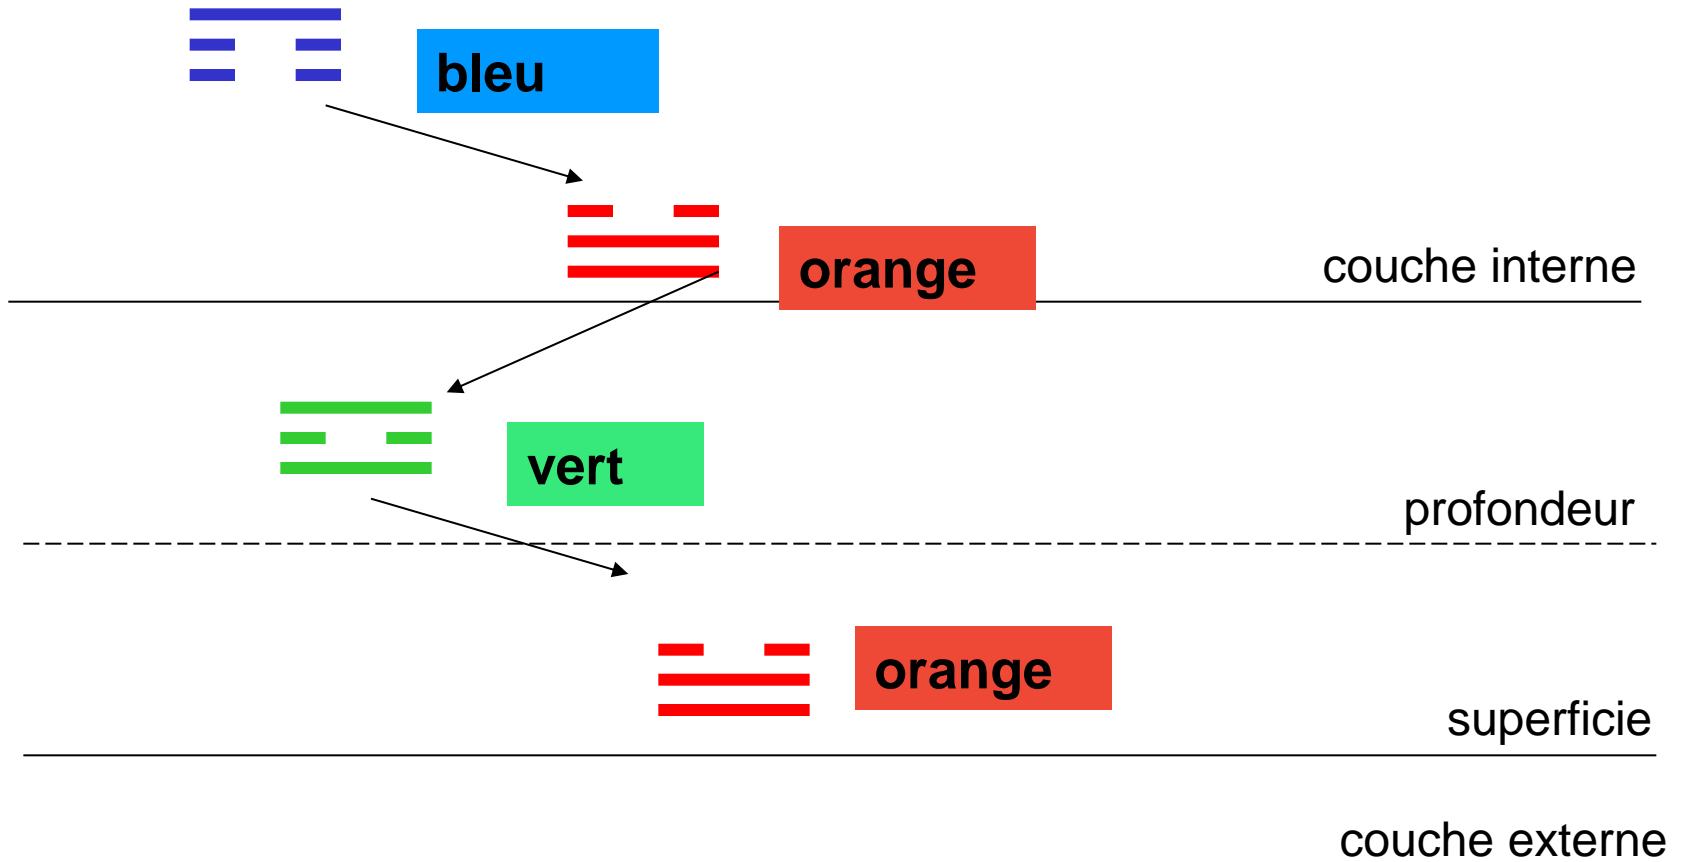 bleu
orange
couche interne
vert
profondeur
orange
superficie
couche externe